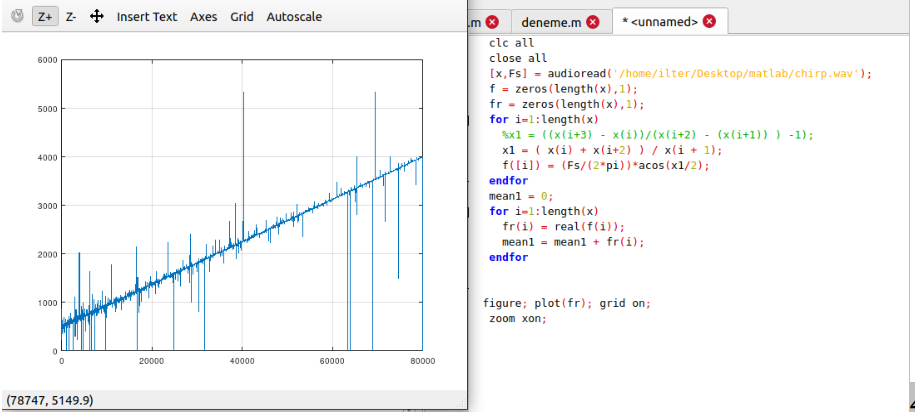 Z+ Z- Insert Text Axes Grid Autoscale
.m deneme.m * <unnamed>
6000
5000
4000
3000
2000
1000
0
0 20000 40000 60000 80000
(78747, 5149.9)
clc all
close all
[x,Fs] = audioread('/home/ilter/Desktop/matlab/chirp.wav');
f = zeros(length(x),1);
fr = zeros(length(x),1);
for i=1:length(x)
%x1 = ((x(i+3) - x(i))/(x(i+2) - (x(i+1)) ) -1);
x1 = ( x(i) + x(i+2) ) / x(i + 1);
f([i]) = (Fs/(2*pi))*acos(x1/2);
endfor
mean1 = 0;
for i=1:length(x)
fr(i) = real(f(i));
mean1 = mean1 + fr(i);
endfor
figure; plot(fr); grid on;
zoom xon;